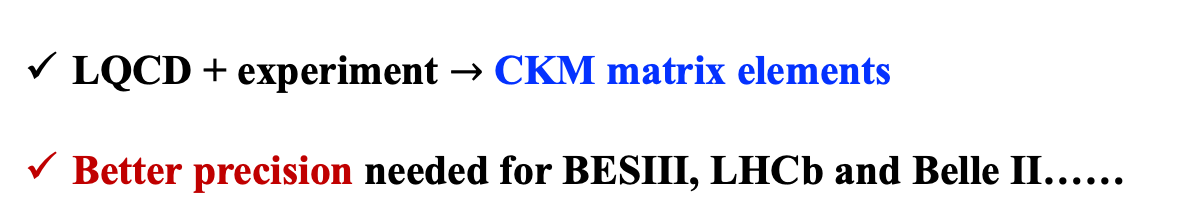 ✓ LQCD + experiment → CKM matrix elements
✓ Better precision needed for BESIII, LHCb and Belle II……